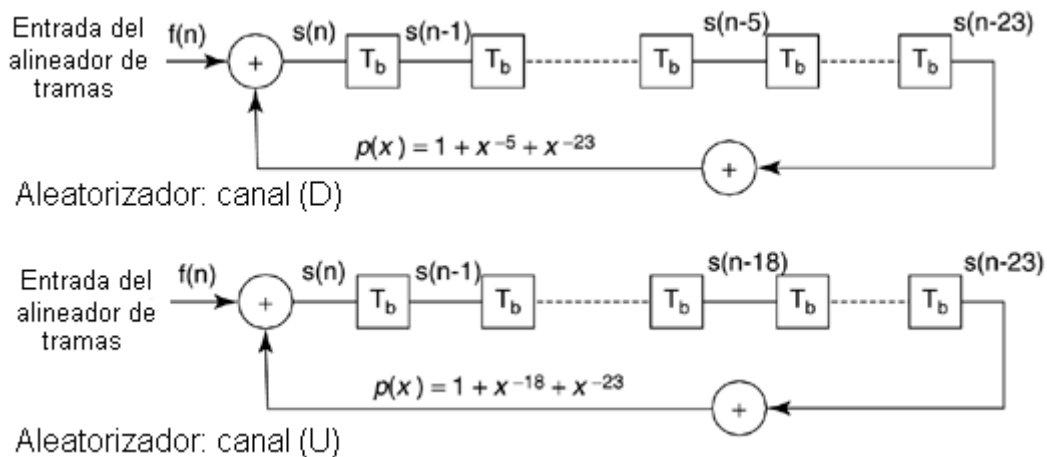 Entrada del
alineador de
tramas
f(n)
+
s(n)
T_b
s(n-1)
T_b
s(n-5)
T_b
T_b
s(n-23)
T_b
p(x) = 1 + x^{-5} + x^{-23}
+
Aleatorizador: canal (D)
Entrada del
alineador de
tramas
f(n)
+
s(n)
T_b
s(n-1)
T_b
s(n-18)
T_b
T_b
s(n-23)
T_b
p(x) = 1 + x^{-18} + x^{-23}
+
Aleatorizador: canal (U)